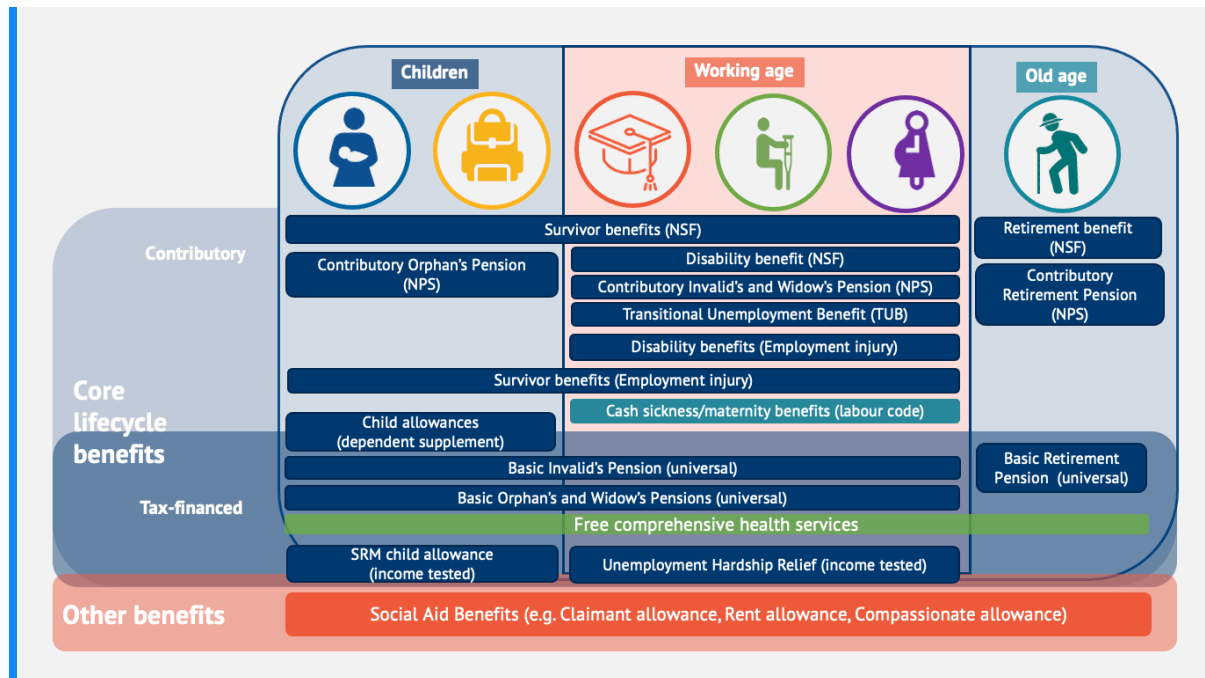 Children
Working age
Old age
Contributory
Survivor benefits (NSF)
Retirement benefit
(NSF)
Contributory Orphan's Pension
(NPS)
Disability benefit (NSF)
Contributory Invalid's and Widow's Pension (NPS)
Contributory
Retirement Pension
(NPS)
Transitional Unemployment Benefit (TUB)
Disability benefits (Employment injury)
Survivor benefits (Employment injury)
Core
lifecycle
benefits
Cash sickness/maternity benefits (labour code)
Child allowances
(dependent supplement)
Basic Invalid's Pension (universal)
Basic Retirement
Pension (universal)
Tax-financed
Basic Orphan's and Widow's Pensions (universal)
Free comprehensive health services
SRM child allowance
(income tested)
Unemployment Hardship Relief (income tested)
Other benefits
Social Aid Benefits (e.g. Claimant allowance, Rent allowance, Compassionate allowance)